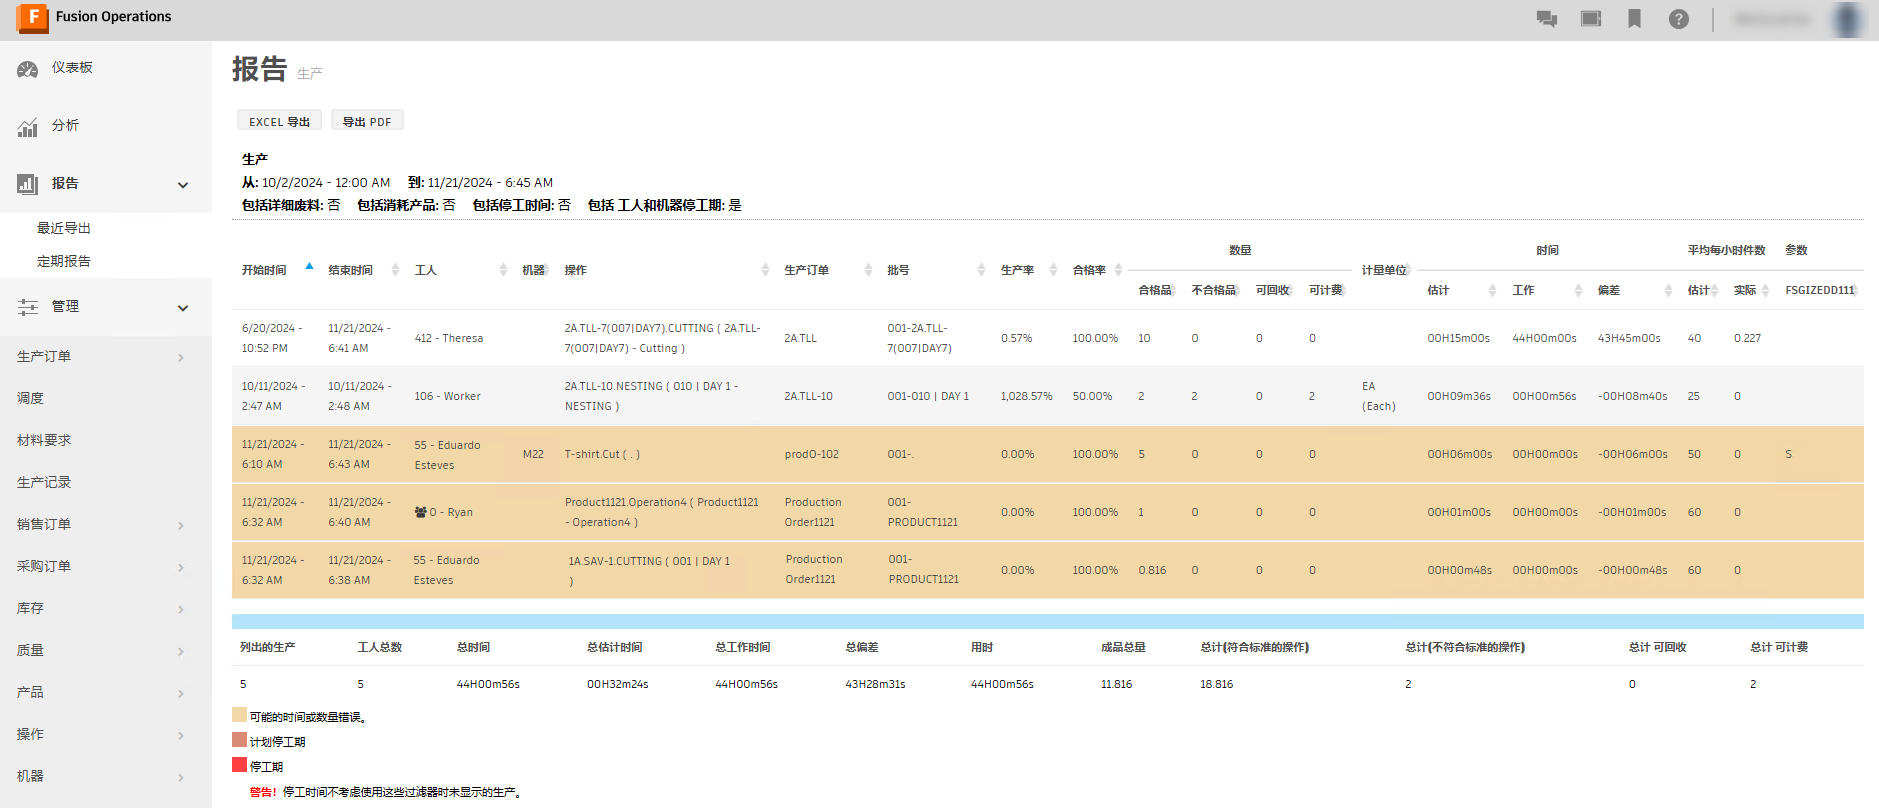 Fusion Operations
仪表板
分析
报告
最近导出
定期报告
管理
生产订单
调度
材料要求
生产记录
销售订单
采购订单
库存
质量
产品
操作
机器
报告 生产
EXCEL 导出 导出 PDF
生产
从: 10/2/2024 - 12:00 AM 到: 11/21/2024 - 6:45 AM
包括详细废料: 否 包括消耗产品: 否 包括停工时间: 否 包括 工人和机器停工期: 是
数量 时间 平均每小时件数 参数
开始时间 结束时间 工人 机器 操作 生产订单 批号 生产率 合格率 计量单位
合格品 不合格品 可回收 可计费 估计 工作 偏差 估计 实际 FSGIZEDD111
6/20/2024 - 11/21/2024 - 2A.TLL-7(007|DAY7).CUTTING ( 2A.TLL- 001-2A.TLL-
412 - Theresa 2A.TLL 0.57% 100.00% 10 0 0 0 00H15m00s 44H00m00s 43H45m00s 40 0.227
10:52 PM 6:41 AM 7(007|DAY7) - Cutting ) 7(007|DAY7)
10/11/2024 - 10/11/2024 - 2A.TLL-10.NESTING ( 010 | DAY 1 - EA
106 - Worker 2A.TLL-10 001-010 | DAY 1 1,028.57% 50.00% 2 2 0 2 00H09m36s 00H00m56s -00H08m40s 25 0
2:47 AM 2:48 AM NESTING ) (Each)
11/21/2024 - 11/21/2024 - 55 - Eduardo
M22 T-shirt.Cut ( . ) prodO-102 001-. 0.00% 100.00% 5 0 0 0 00H06m00s 00H00m00s -00H06m00s 50 0 S
6:10 AM 6:43 AM Esteves
11/21/2024 - 11/21/2024 - Product1121.Operation4 ( Product1121 Production 001-
0 - Ryan 0.00% 100.00% 1 0 0 0 00H01m00s 00H00m00s -00H01m00s 60 0
6:32 AM 6:40 AM - Operation4 ) Order1121 PRODUCT1121
11/21/2024 - 11/21/2024 - 55 - Eduardo 1A.SAV-1.CUTTING ( 001 | DAY 1 Production 001-
0.00% 100.00% 0.816 0 0 0 00H00m48s 00H00m00s -00H00m48s 60 0
6:32 AM 6:38 AM Esteves ) Order1121 PRODUCT1121
列出的生产 工人总数 总时间 总估计时间 总工作时间 总偏差 用时 成品总量 总计(符合标准的操作) 总计(不符合标准的操作) 总计 可回收 总计 可计费
5 5 44H00m56s 00H32m24s 44H00m56s 43H28m31s 44H00m56s 11.816 18.816 2 0 2
可能的时间或数量错误。
计划停工期
停工期
警告！停工时间不考虑使用这些过滤器时未显示的生产。